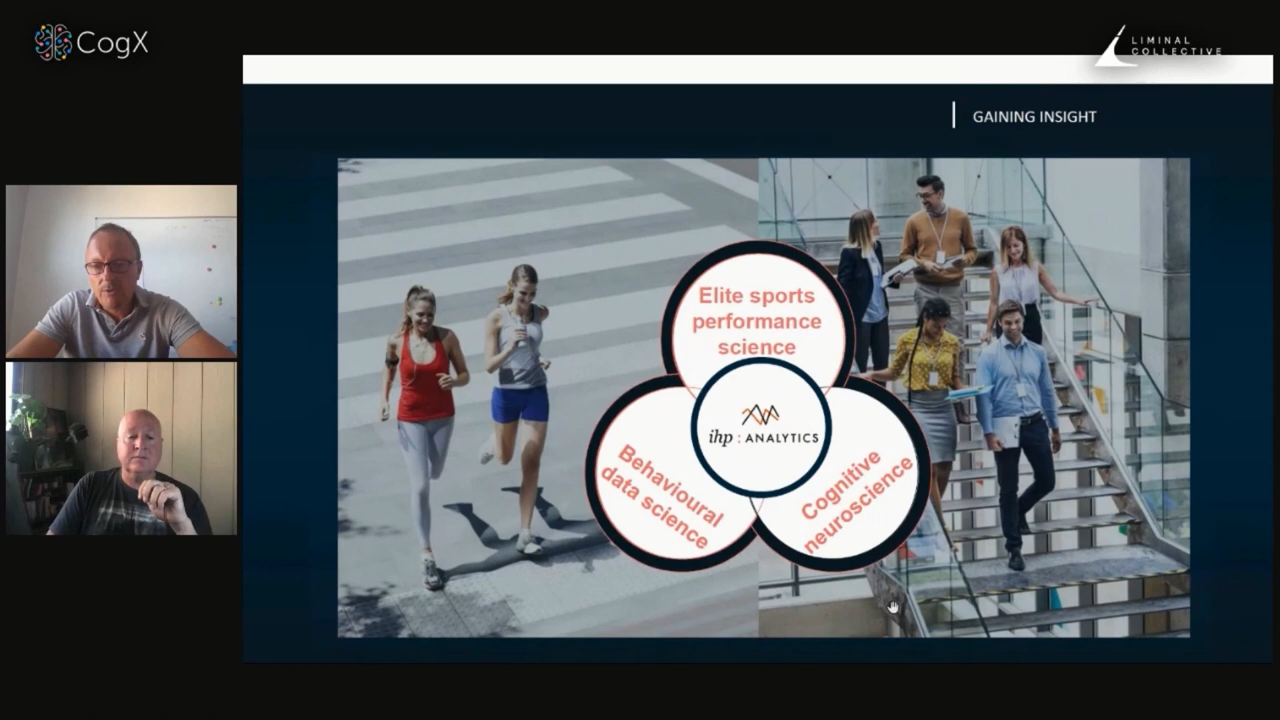 CogX
LIMINAL
COLLECTIVE
GAINING INSIGHT
Elite sports
performance
science
ihp : ANALYTICS
Behavioural
data science
Cognitive
neuroscience